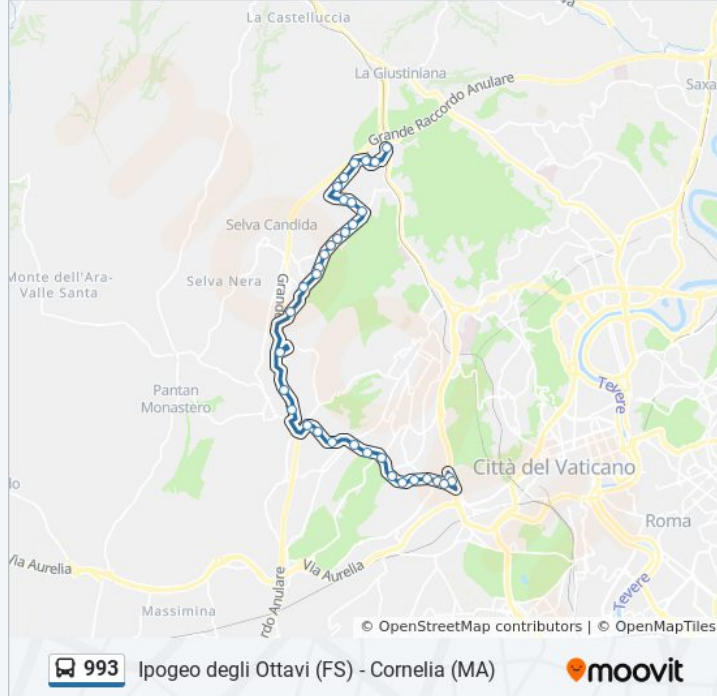 La Castelluccia
La Giustiniana
Saxa
Grande Raccordo Anulare
Selva Candida
Monte dell'Ara-
Valle Santa
Selva Nera
Grande
Pantan
Monastero
Tevere
Città del Vaticano
Roma
Via Aurelia
Via Aurelia
Tevere
Massimina
rdo Anulare
© OpenStreetMap contributors | © OpenMapTiles
993 Ipogeo degli Ottavi (FS) - Cornelia (MA)
moovit